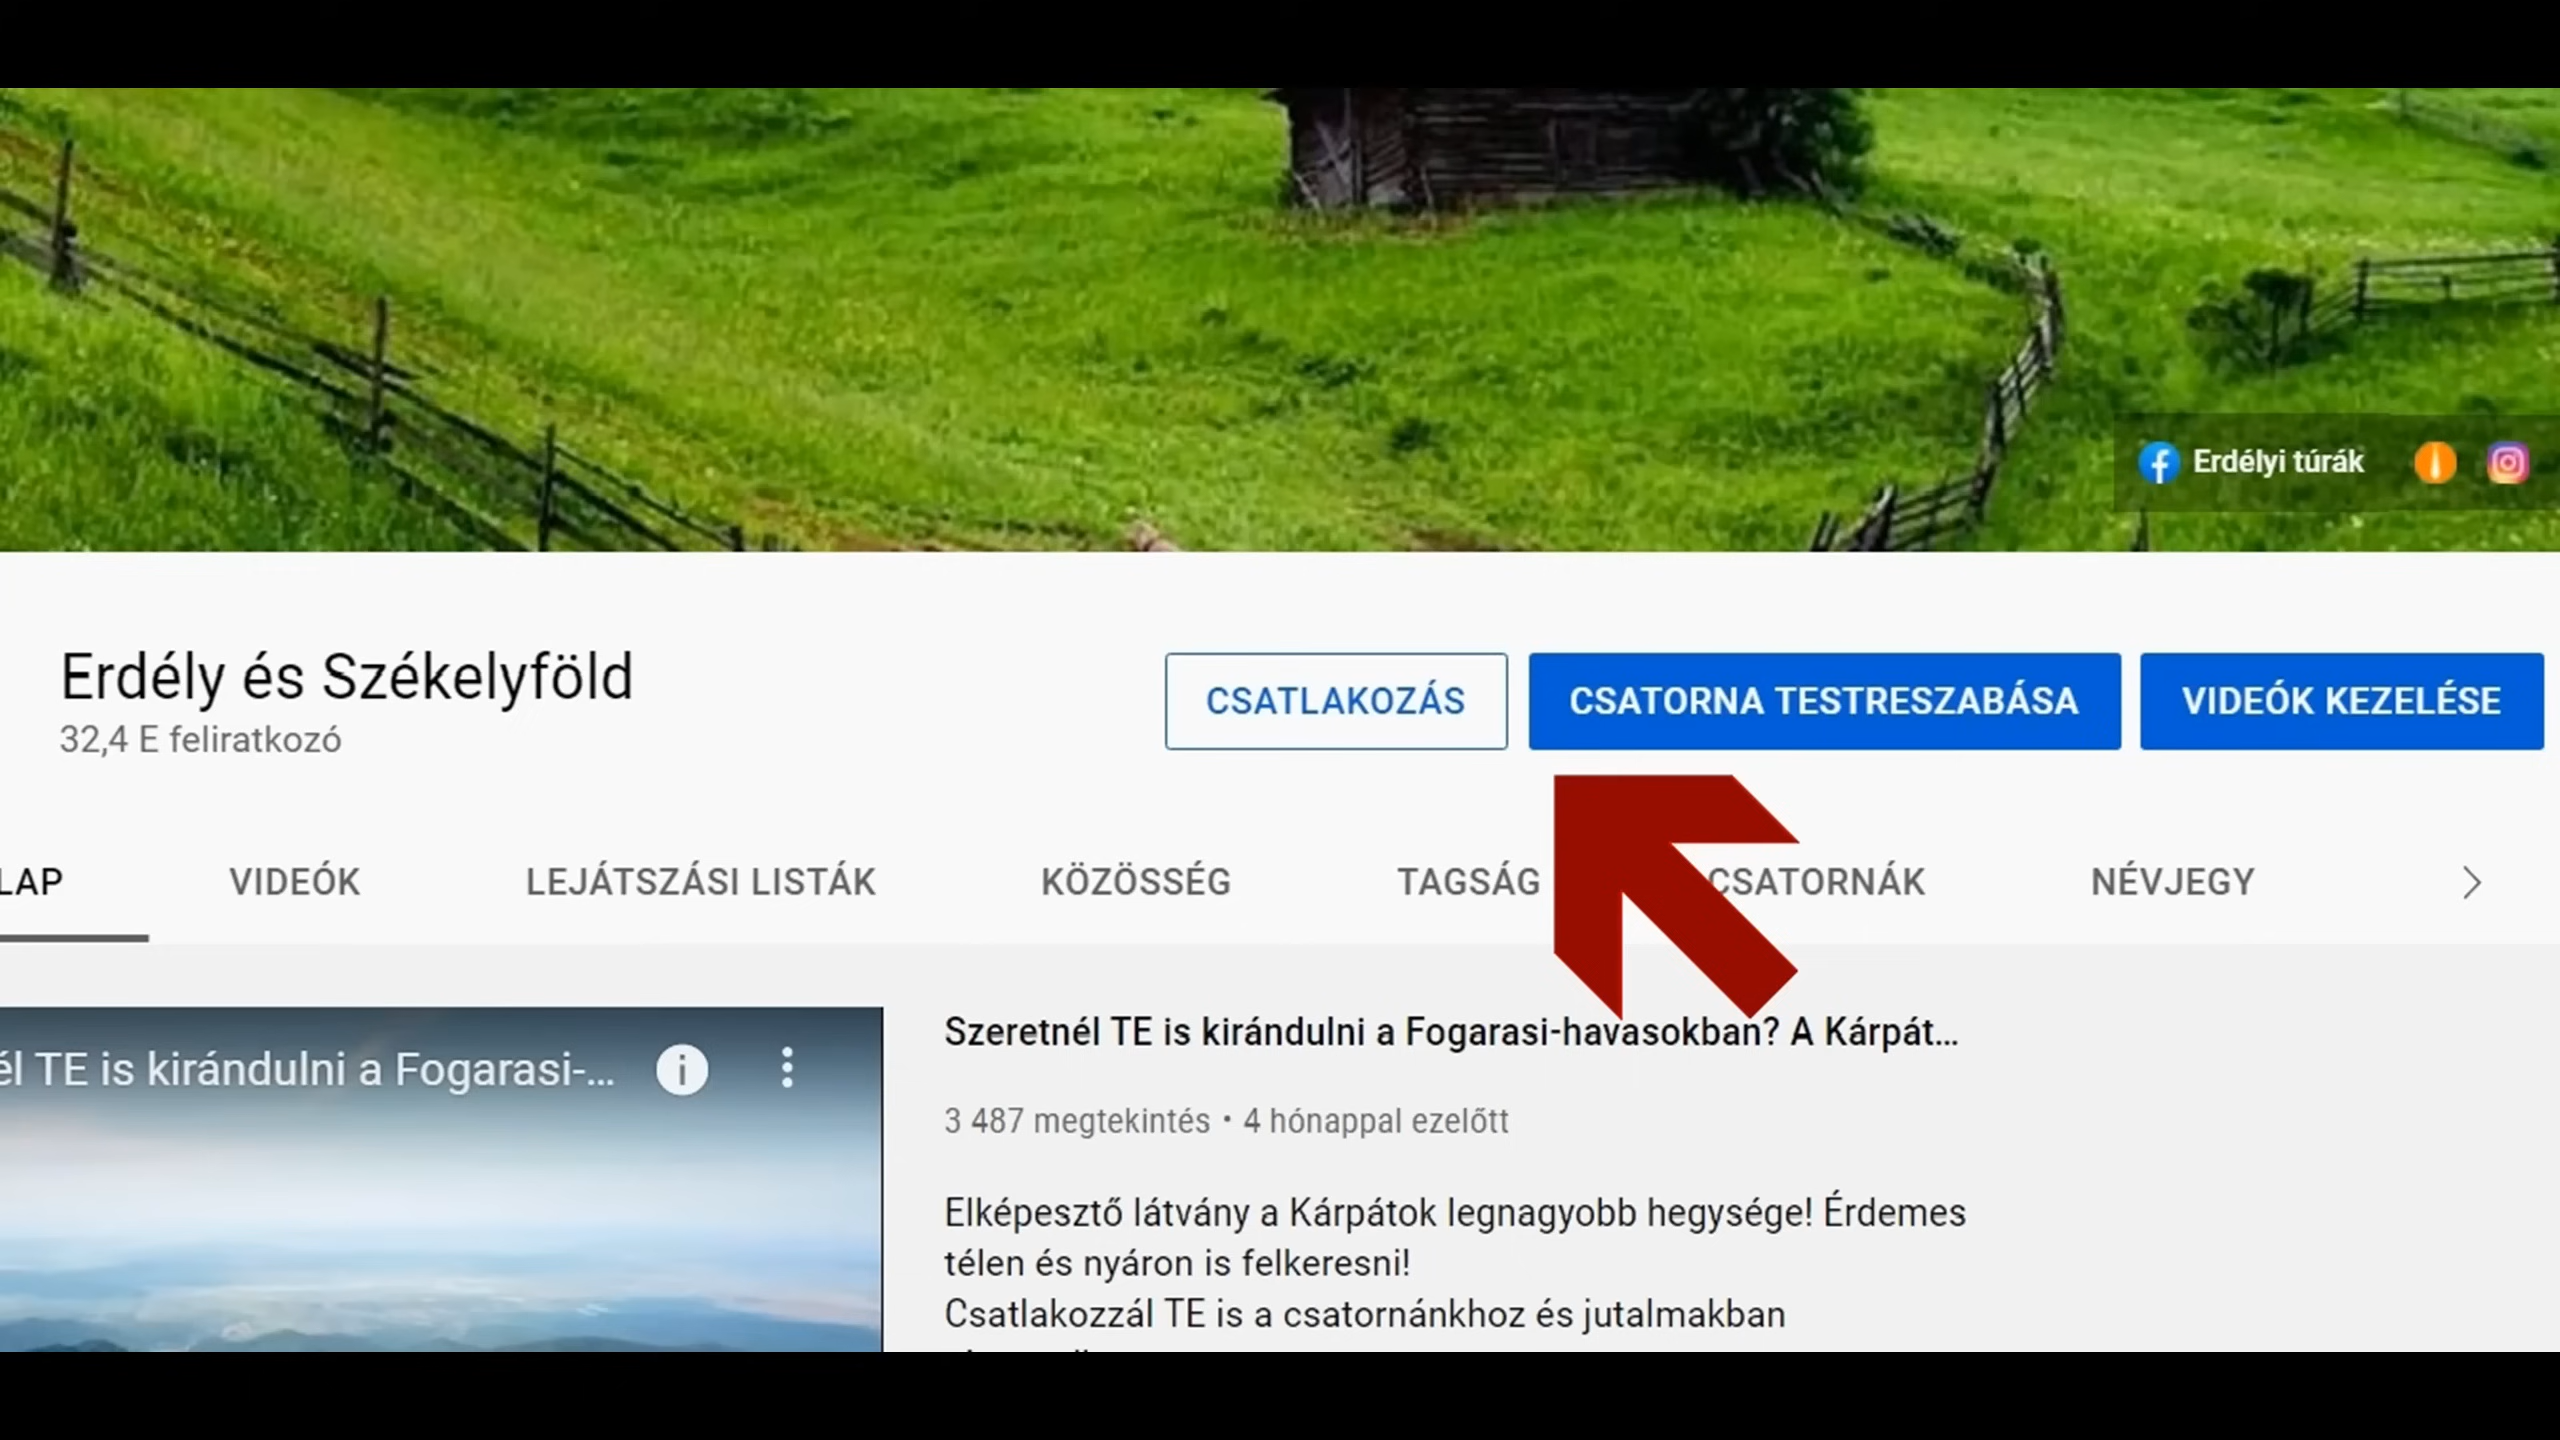 Erdélyi túrák
Erdély és Székelyföld
32,4 E feliratkozó
CSATLAKOZÁS
CSATORNA TESTRESZABÁSA
VIDEÓK KEZELÉSE
LAP
VIDEÓK
LEJÁTSZÁSI LISTÁK
KÖZÖSSÉG
TAGSÁG
CSATORNÁK
NÉVJEGY
él TE is kirándulni a Fogarasi-...
Szeretnél TE is kirándulni a Fogarasi-havasokban? A Kárpát...
3 487 megtekintés • 4 hónappal ezelőtt
Elképesztő látvány a Kárpátok legnagyobb hegysége! Érdemes
télen és nyáron is felkeresni!
Csatlakozzál TE is a csatornánkhoz és jutalmakban